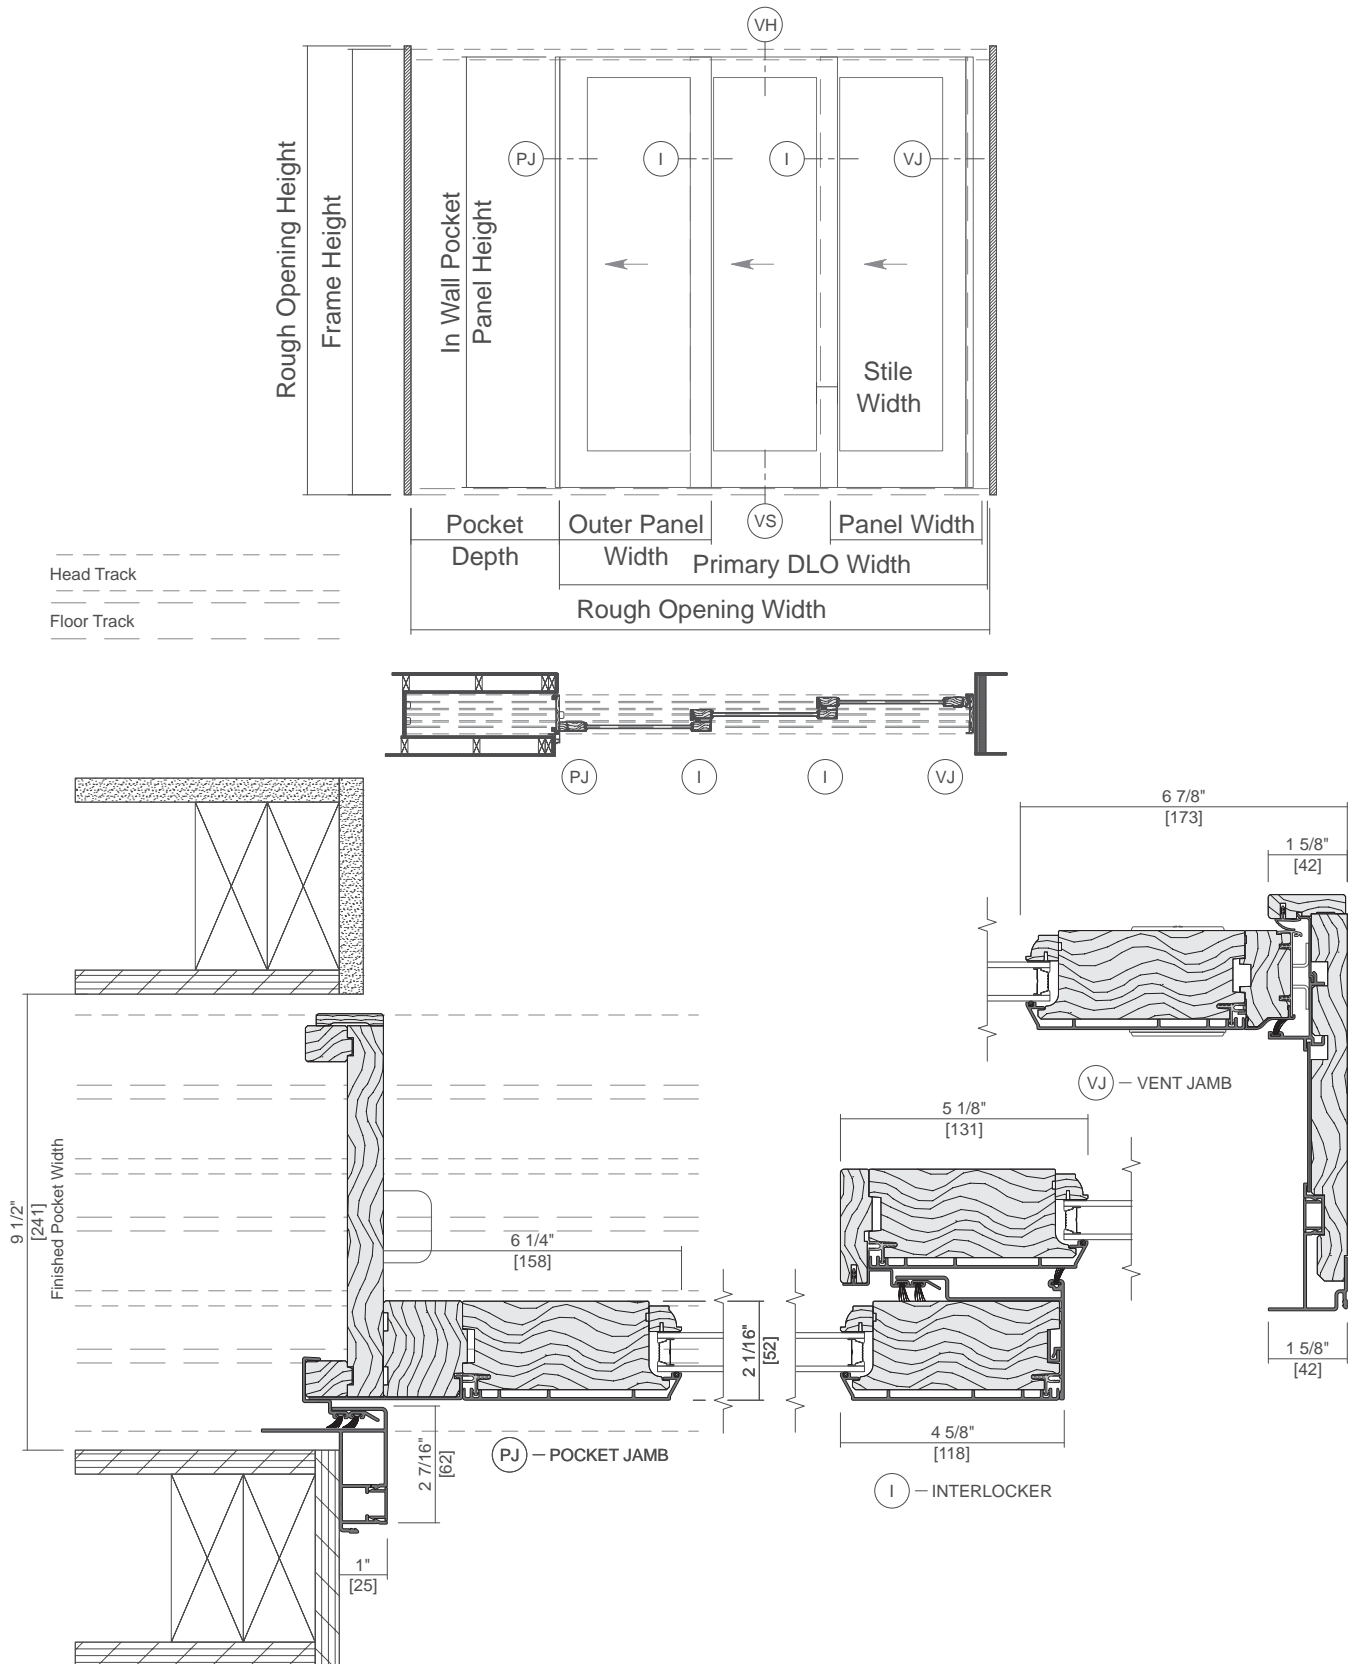 VH
Rough Opening Height
Frame Height
In Wall Pocket
Panel Height
PJ
I
I
VJ
Stile
Width
VS
Pocket
Depth
Outer Panel
Width
Panel Width
Primary DLO Width
Rough Opening Width
Head Track
Floor Track
PJ
I
I
VJ
6 7/8"
[173]
1 5/8"
[42]
VJ – VENT JAMB
5 1/8"
[131]
9 1/2"
[241]
Finished Pocket Width
6 1/4"
[158]
2 1/16"
[52]
1 5/8"
[42]
2 7/16"
[62]
PJ – POCKET JAMB
4 5/8"
[118]
I – INTERLOCKER
1"
[25]